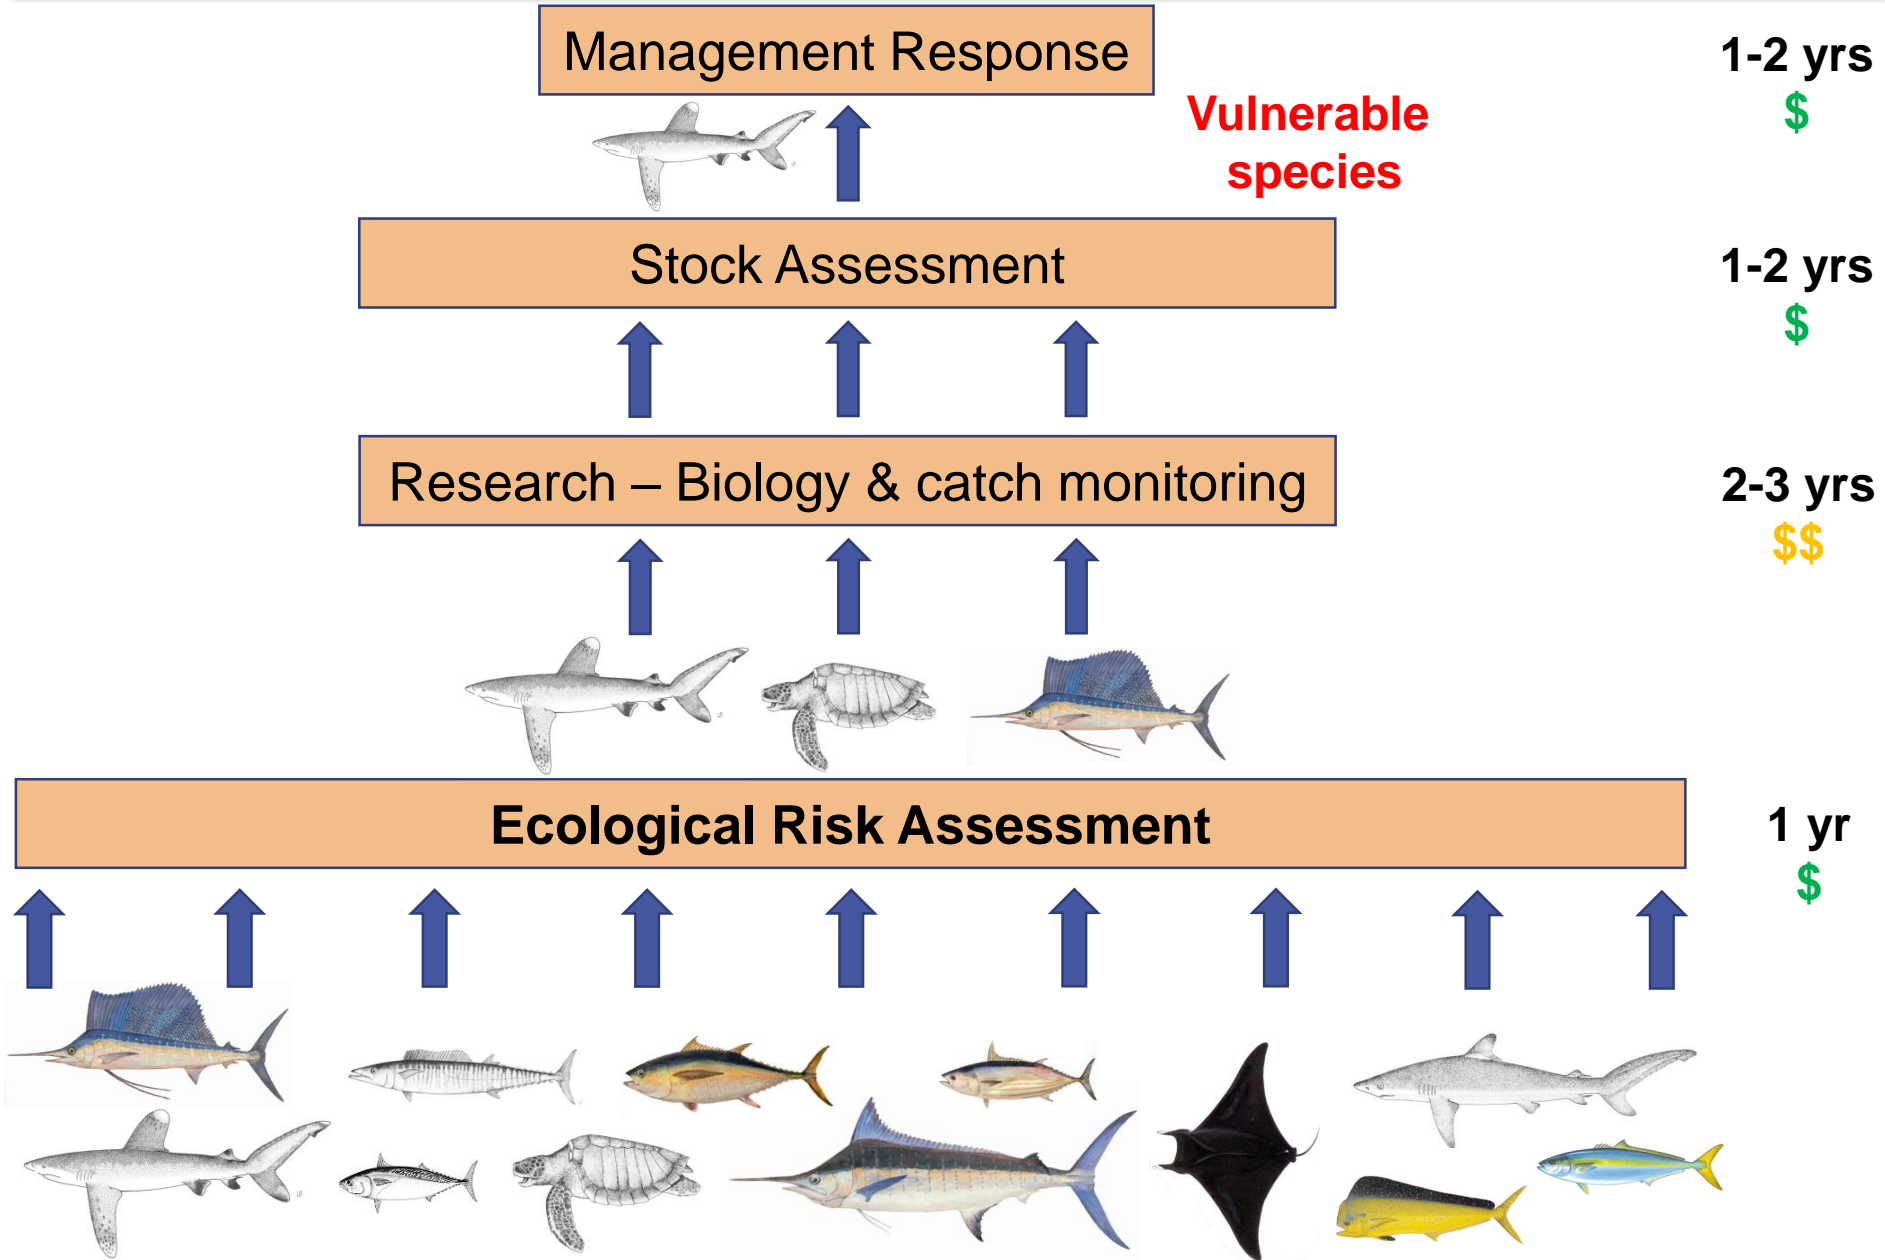 Management Response
1-2 yrs
$
Vulnerable
species
Stock Assessment
1-2 yrs
$
Research – Biology & catch monitoring
2-3 yrs
$$
Ecological Risk Assessment
1 yr
$